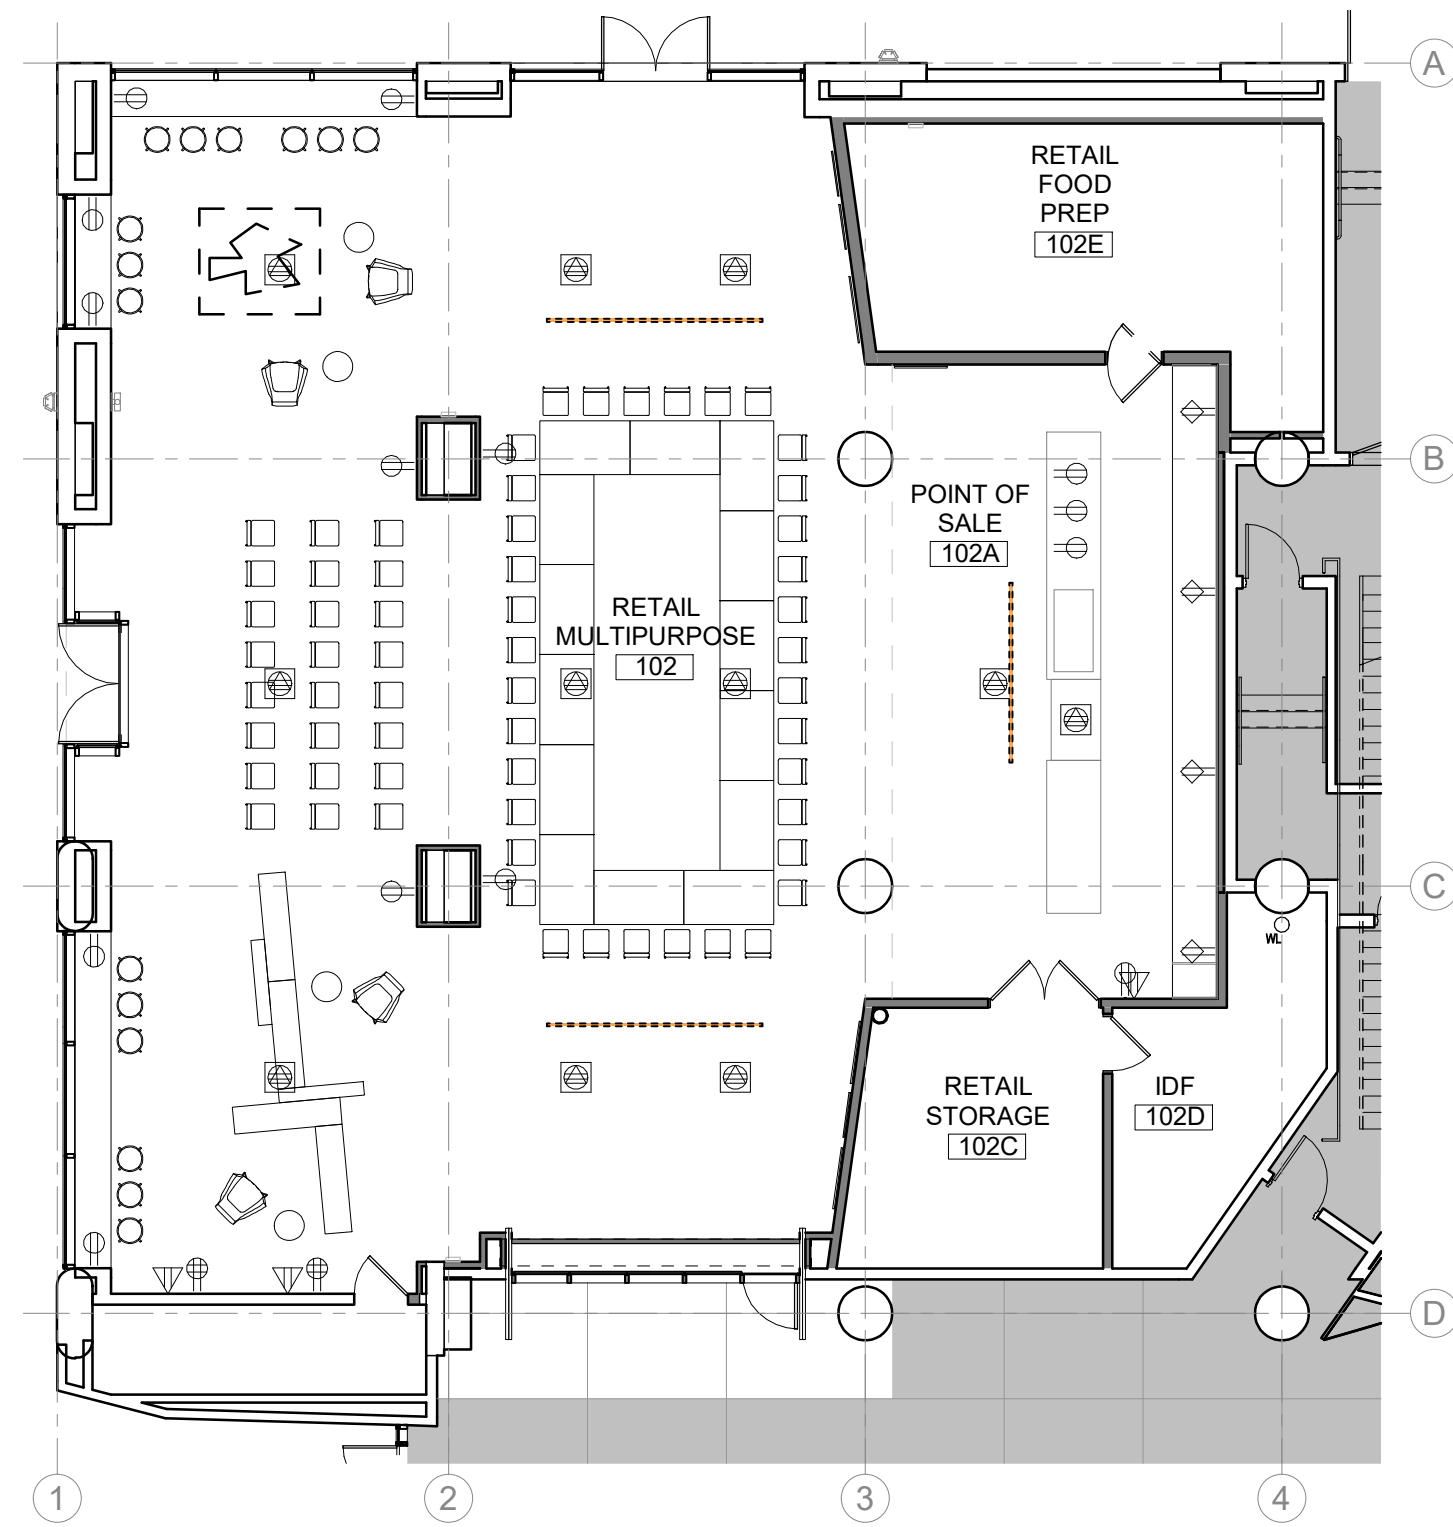 A
RETAIL
FOOD
PREP
102E
B
POINT OF
SALE
102A
RETAIL
MULTIPURPOSE
102
C
WL
RETAIL
STORAGE
102C
IDF
102D
D
1
2
3
4